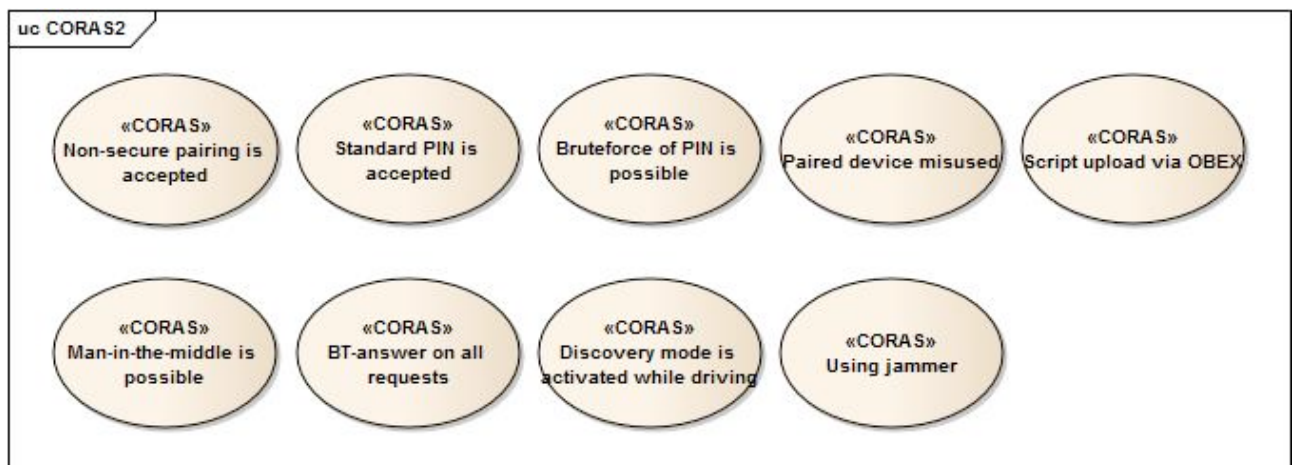 uc CORAS2
«CORAS»
Non-secure pairing is
accepted
«CORAS»
Standard PIN is
accepted
«CORAS»
Bruteforce of PIN is
possible
«CORAS»
Paired device misused
«CORAS»
Script upload via OBEX
«CORAS»
Man-in-the-middle is
possible
«CORAS»
BT-answer on all
requests
«CORAS»
Discovery mode is
activated while driving
«CORAS»
Using jammer